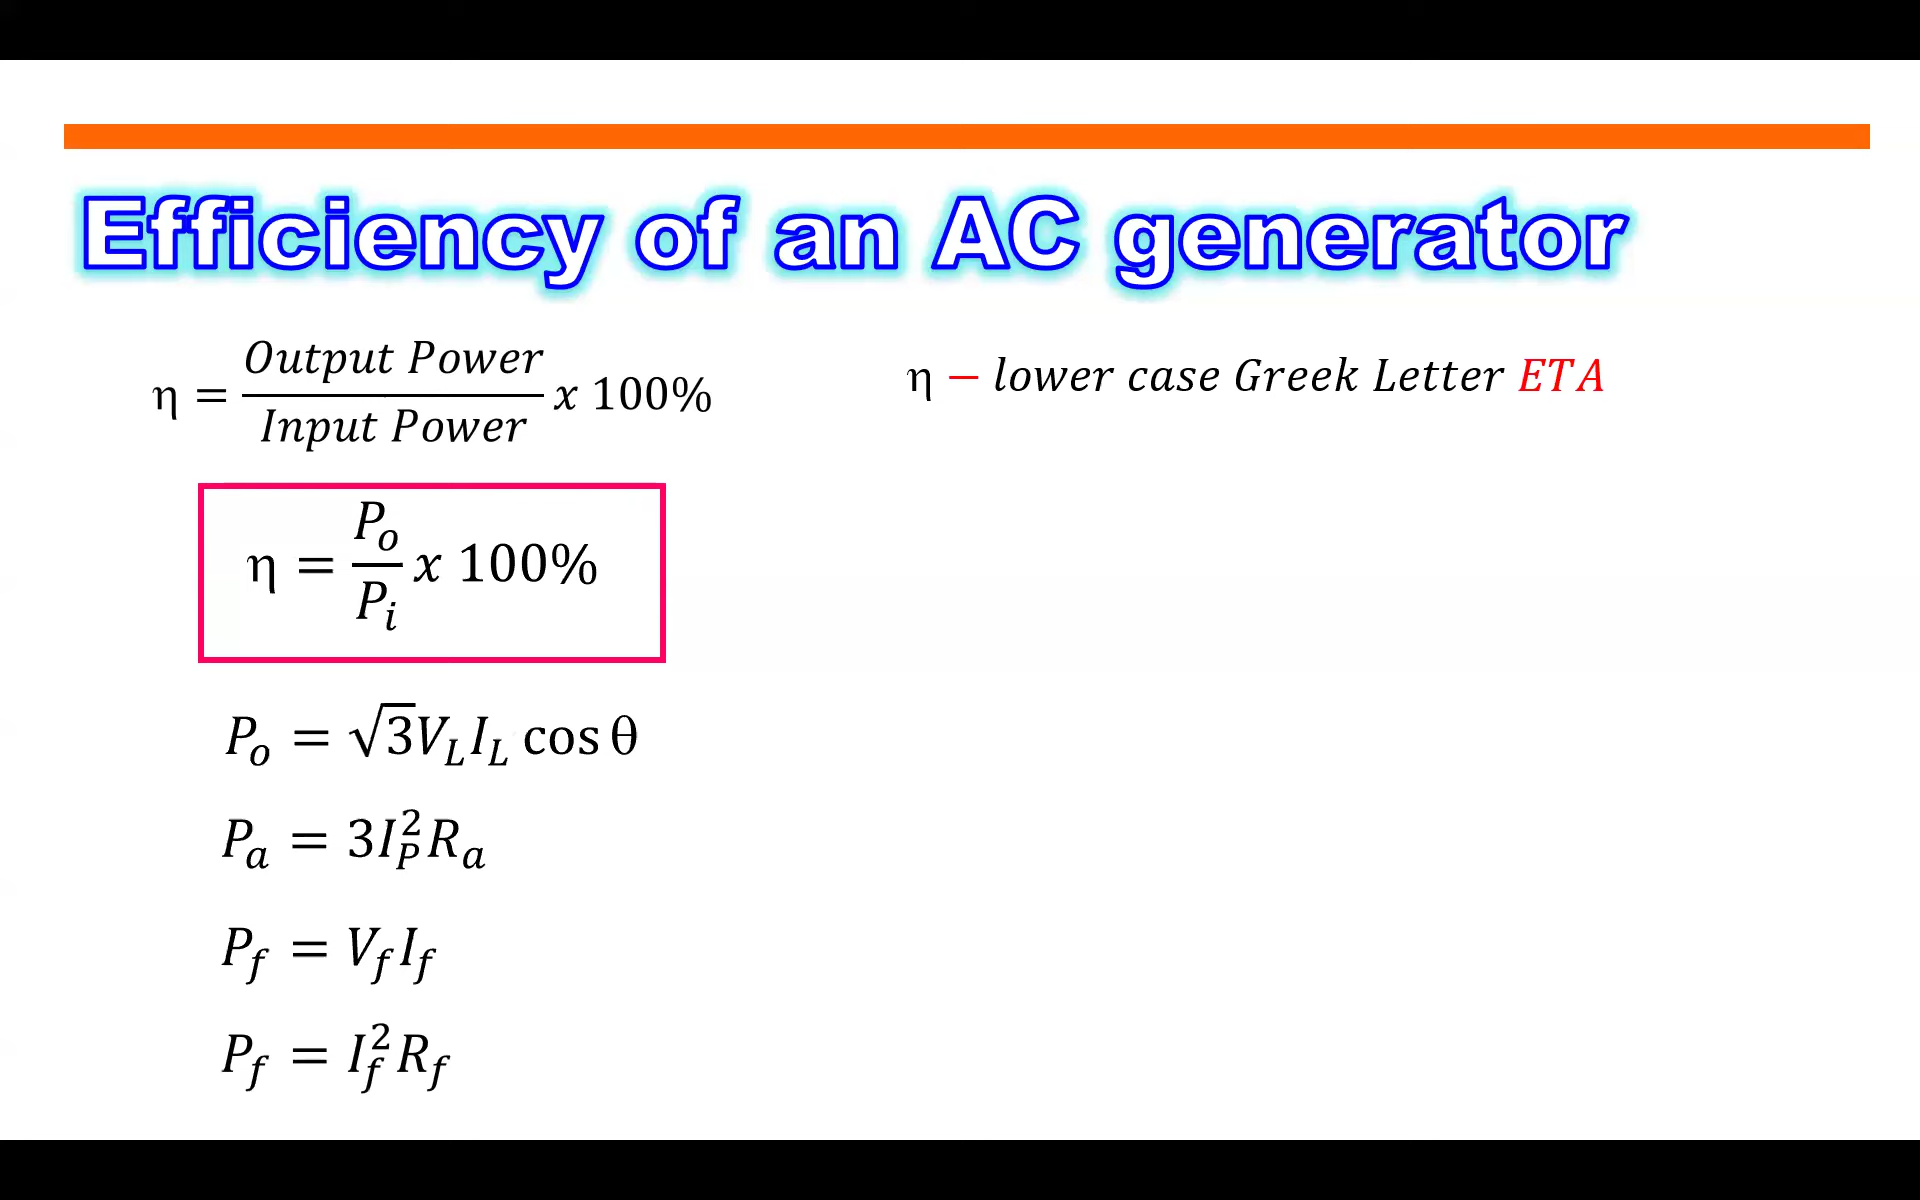 Efficiency of an AC generator
η = Output Power / Input Power x 100%
η – lower case Greek Letter ETA
η = P_o / P_i x 100%
P_o = √3 V_L I_L cos θ
P_a = 3I_P^2 R_a
P_f = V_f I_f
P_f = I_f^2 R_f